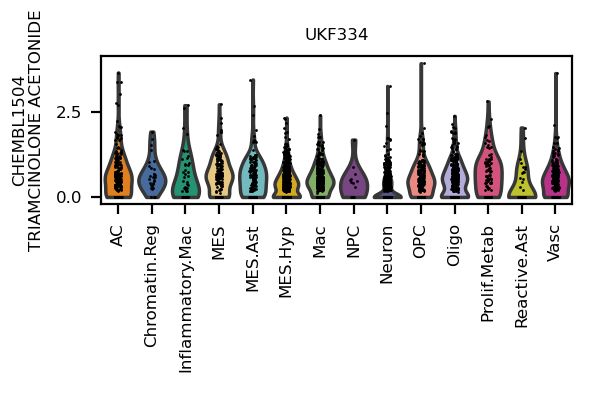 UKF334
CHEMBL1504
TRIAMCINOLONE ACETONIDE
2.5
0.0
AC
Chromatin.Reg
Inflammatory.Mac
MES
MES.Ast
MES.Hyp
Mac
NPC
Neuron
OPC
Oligo
Prolif.Metab
Reactive.Ast
Vasc